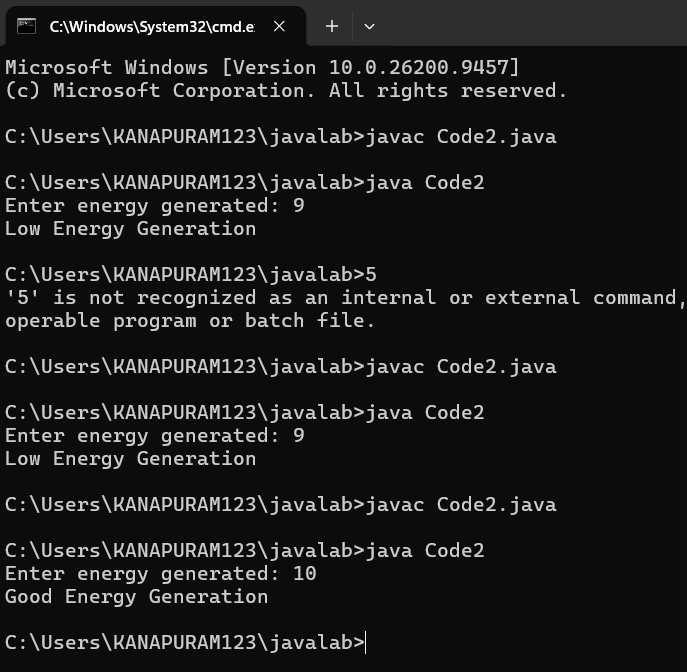 C:\Windows\System32\cmd.e
Microsoft Windows [Version 10.0.26200.9457]
(c) Microsoft Corporation. All rights reserved.
C:\Users\KANAPURAM123\javalab>javac Code2.java
C:\Users\KANAPURAM123\javalab>java Code2
Enter energy generated: 9
Low Energy Generation
C:\Users\KANAPURAM123\javalab>5
'5' is not recognized as an internal or external command,
operable program or batch file.
C:\Users\KANAPURAM123\javalab>javac Code2.java
C:\Users\KANAPURAM123\javalab>java Code2
Enter energy generated: 9
Low Energy Generation
C:\Users\KANAPURAM123\javalab>javac Code2.java
C:\Users\KANAPURAM123\javalab>java Code2
Enter energy generated: 10
Good Energy Generation
C:\Users\KANAPURAM123\javalab>